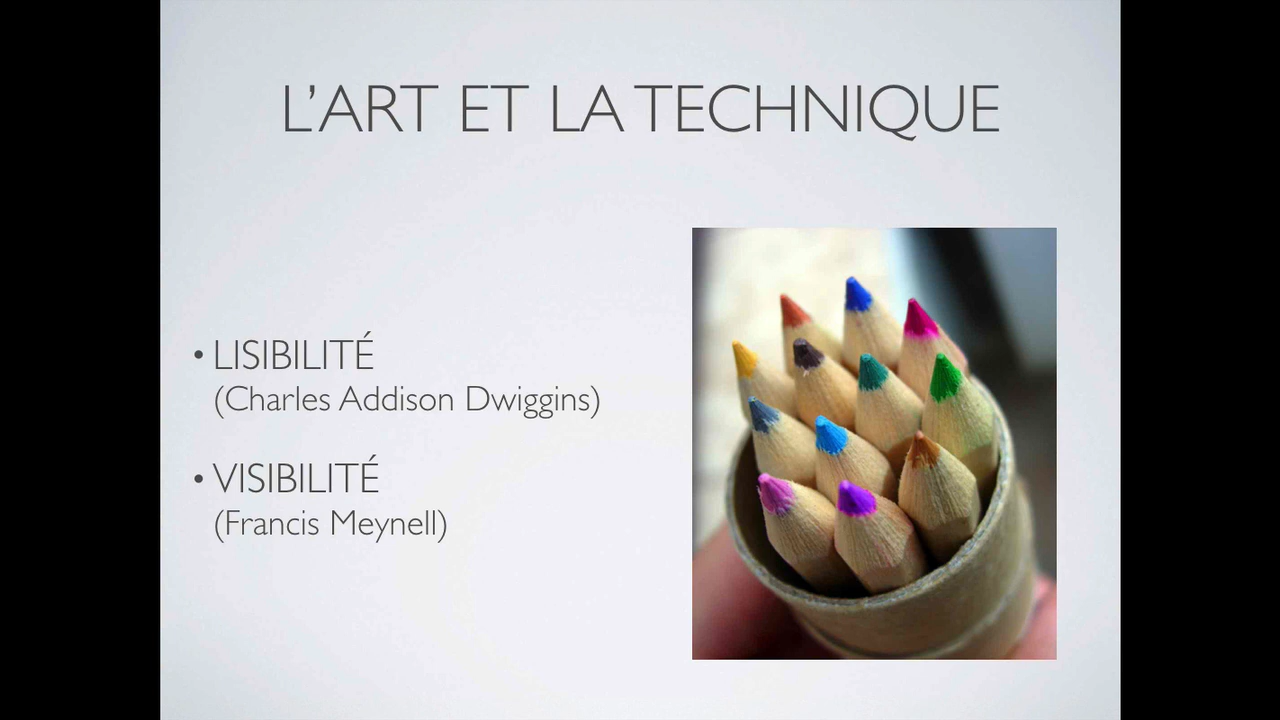 L’ART ET LA TECHNIQUE
• LISIBILITÉ
(Charles Addison Dwiggins)
• VISIBILITÉ
(Francis Meynell)